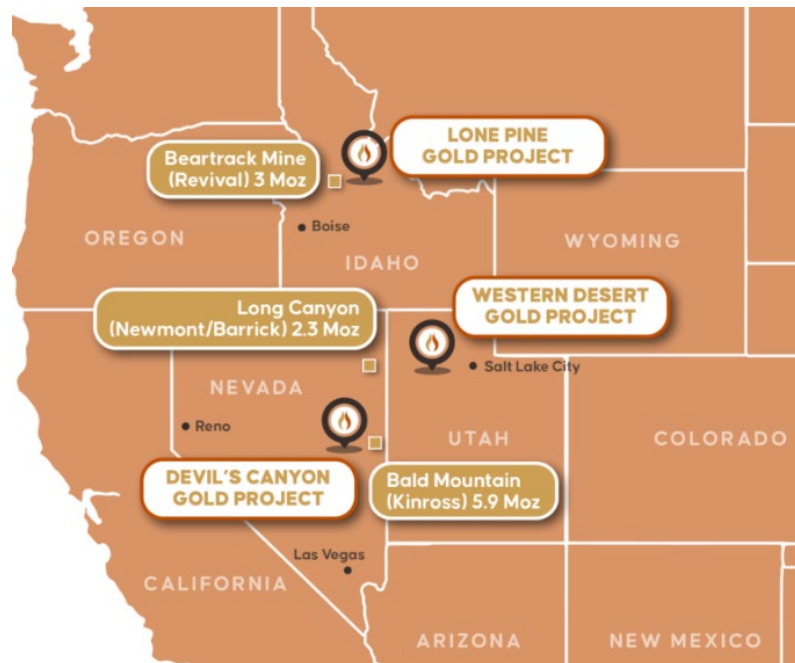 LONE PINE
GOLD PROJECT
Beartrack Mine
(Revival) 3 Moz
Boise
OREGON
IDAHO
WYOMING
WESTERN DESERT
GOLD PROJECT
Long Canyon
(Newmont/Barrick) 2.3 Moz
Salt Lake City
NEVADA
Reno
UTAH
COLORADO
DEVIL'S CANYON
GOLD PROJECT
Bald Mountain
(Kinross) 5.9 Moz
Las Vegas
CALIFORNIA
ARIZONA
NEW MEXICO